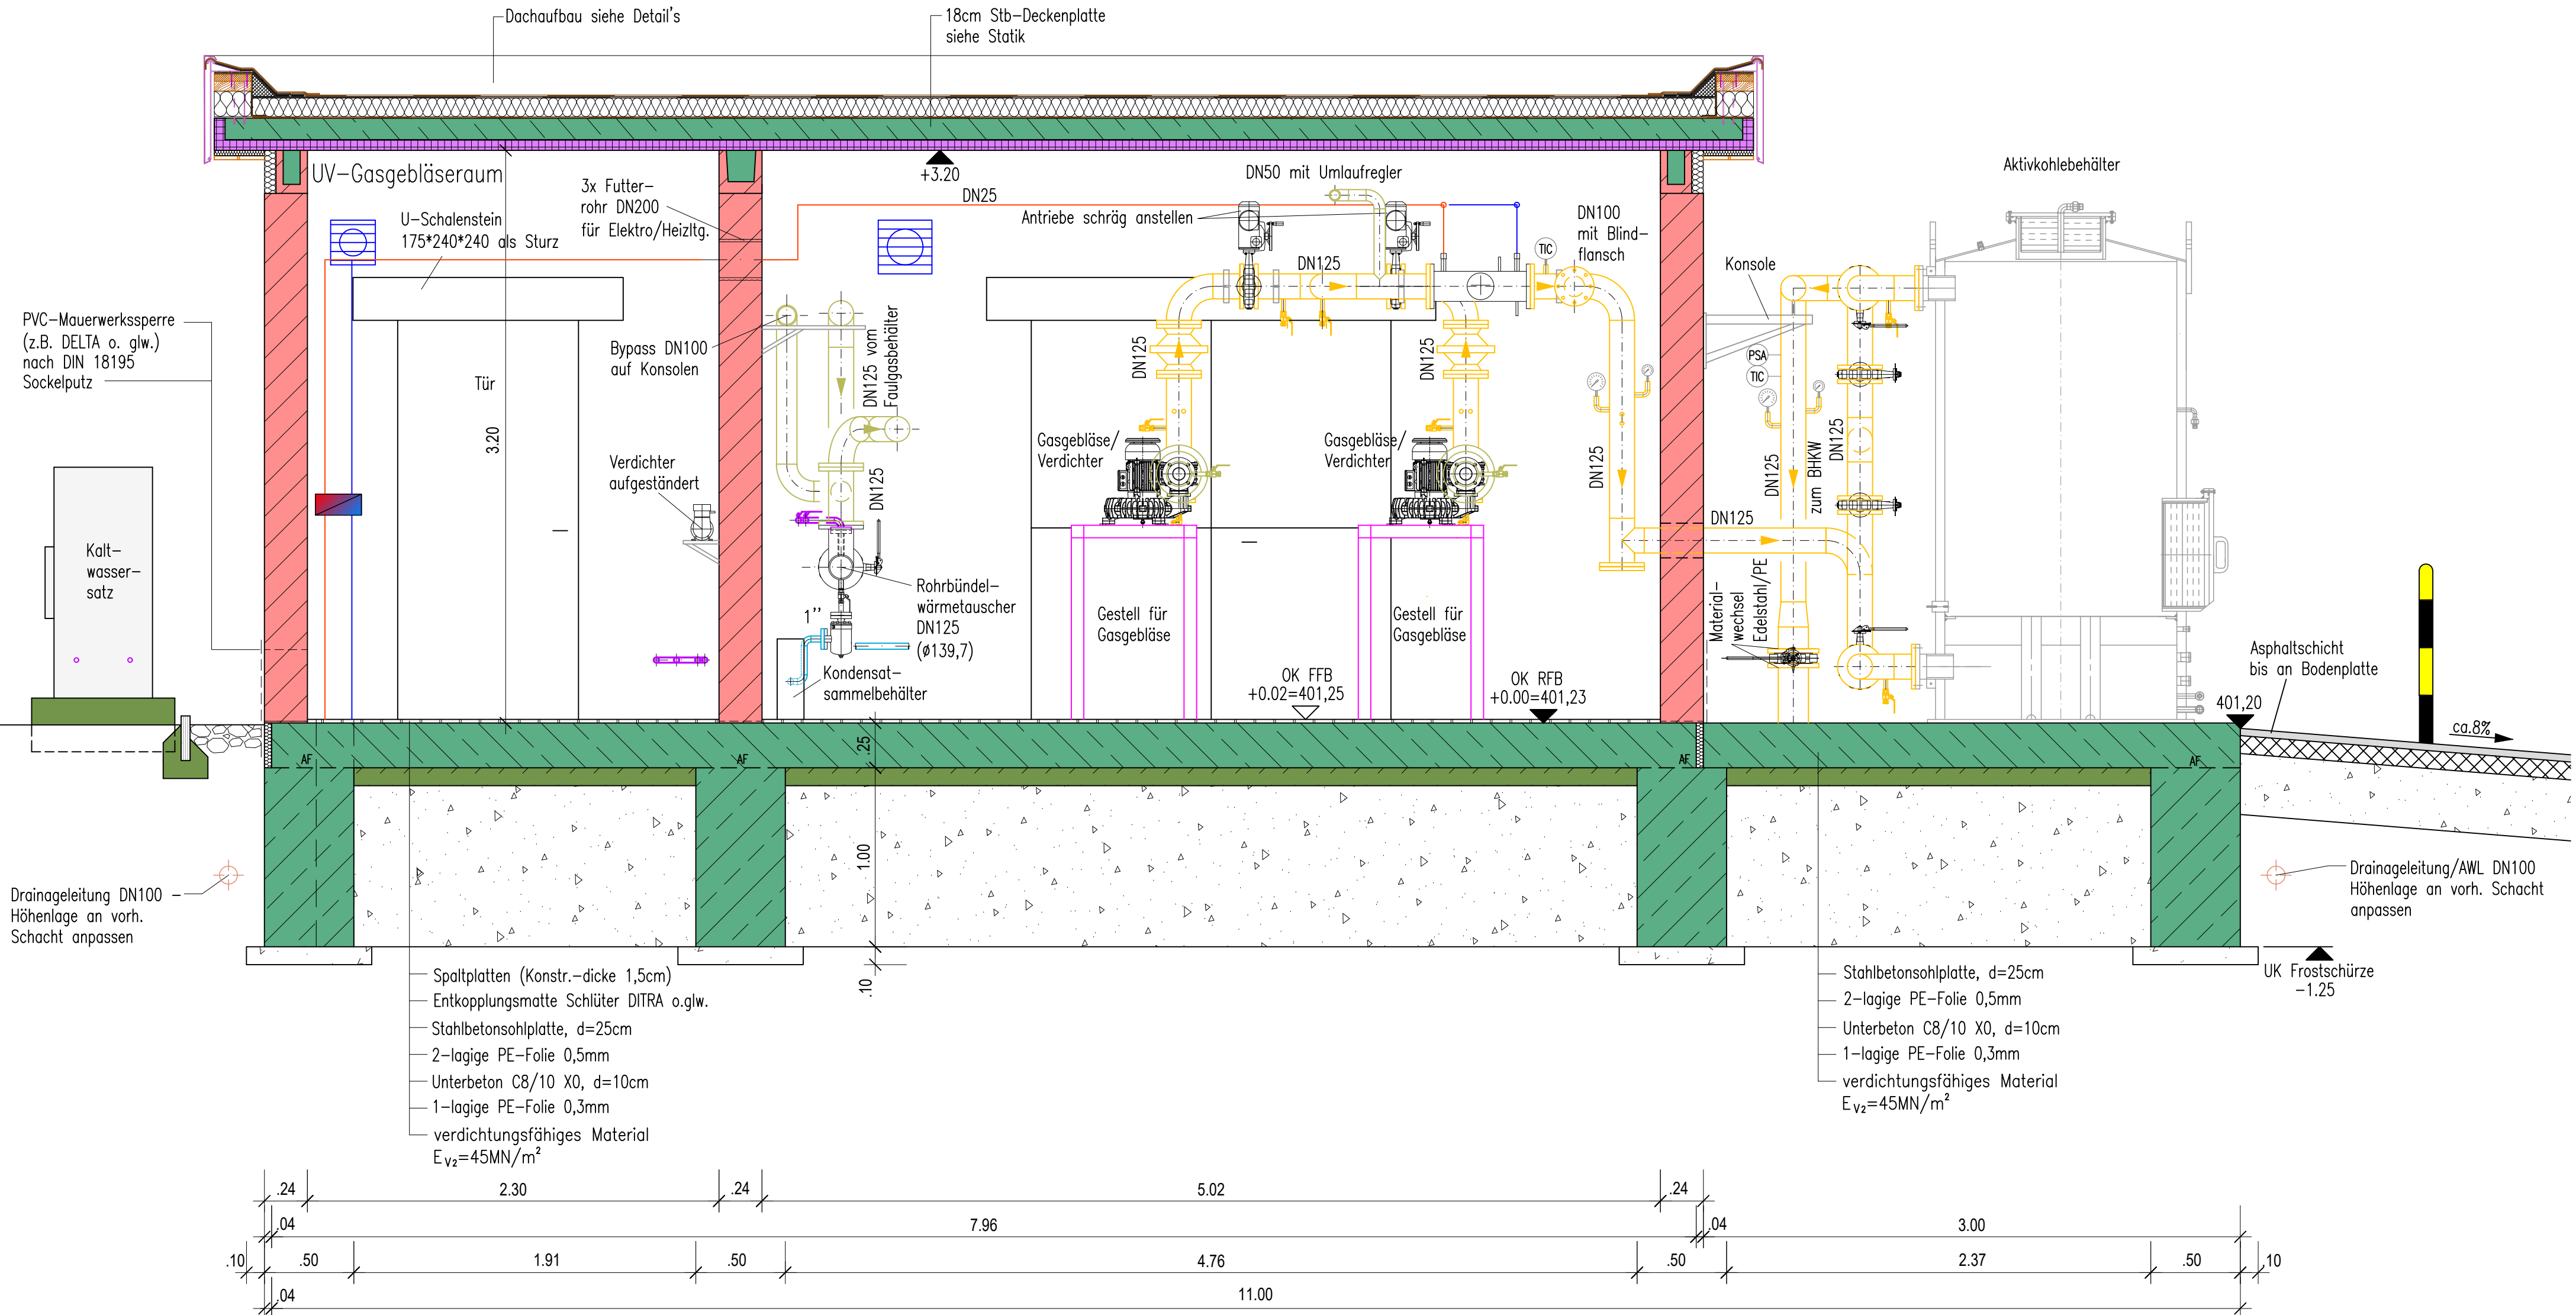 Dachaufbau siehe Detail's
18cm Stb-Deckenplatte
siehe Statik
UV-Gasgebläseraum
U-Schalenstein
175*240*240 als Sturz
3x Futter-
rohr DN200
für Elektro/Heizltg.
+3.20
DN25
DN50 mit Umlaufregler
Antriebe schräg anstellen
DN100
mit Blind-
flansch
TIC
DN125
Aktivkohlebehälter
Konsole
PVC-Mauerwerkssperre
(z.B. DELTA o. glw.)
nach DIN 18195
Sockelputz
Tür
3.20
Bypass DN100
auf Konsolen
DN125 vom
Faulgasbehälter
DN125
DN125
PSA
TIC
Gasgebläse/
Verdichter
Gasgebläse/
Verdichter
Verdichter
aufgeständert
DN125
DN125
DN125
zum BHKW
DN125
DN125
Kalt-
wasser-
satz
Rohrbündel-
wärmetauscher
DN125
(ø139,7)
1''
Kondensat-
sammelbehälter
Gestell für
Gasgebläse
Gestell für
Gasgebläse
Material-
wechsel
Edelstahl/PE
OK FFB
+0.02=401,25
OK RFB
+0.00=401,23
Asphaltschicht
bis an Bodenplatte
401,20
ca.8%
.25
AF
AF
AF
AF
1.00
.10
Drainageleitung DN100
Höhenlage an vorh.
Schacht anpassen
Drainageleitung/AWL DN100
Höhenlage an vorh. Schacht
anpassen
UK Frostschürze
-1.25
Spaltplatten (Konstr.-dicke 1,5cm)
Entkopplungsmatte Schlüter DITRA o.glw.
Stahlbetonsohlplatte, d=25cm
2-lagige PE-Folie 0,5mm
Unterbeton C8/10 X0, d=10cm
1-lagige PE-Folie 0,3mm
verdichtungsfähiges Material
Ev₂=45MN/m²
Stahlbetonsohlplatte, d=25cm
2-lagige PE-Folie 0,5mm
Unterbeton C8/10 X0, d=10cm
1-lagige PE-Folie 0,3mm
verdichtungsfähiges Material
Ev₂=45MN/m²
.24 2.30 .24 5.02 .24
.04 7.96 .04 3.00
.10 .50 1.91 .50 4.76 .50 2.37 .50 .10
.04 11.00